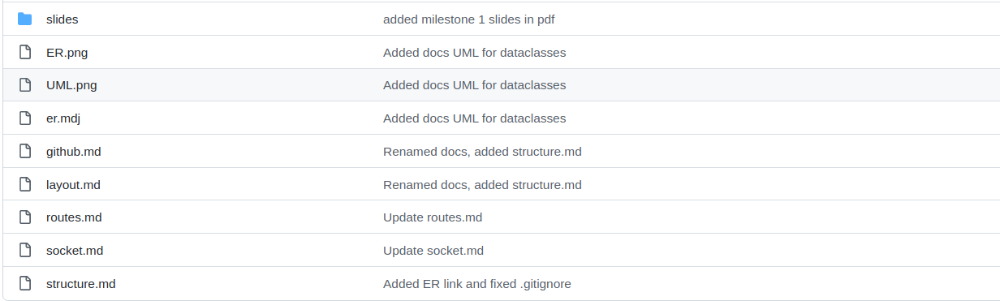 slides added milestone 1 slides in pdf
ER.png Added docs UML for dataclasses
UML.png Added docs UML for dataclasses
er.mdj Added docs UML for dataclasses
github.md Renamed docs, added structure.md
layout.md Renamed docs, added structure.md
routes.md Update routes.md
socket.md Update socket.md
structure.md Added ER link and fixed .gitignore